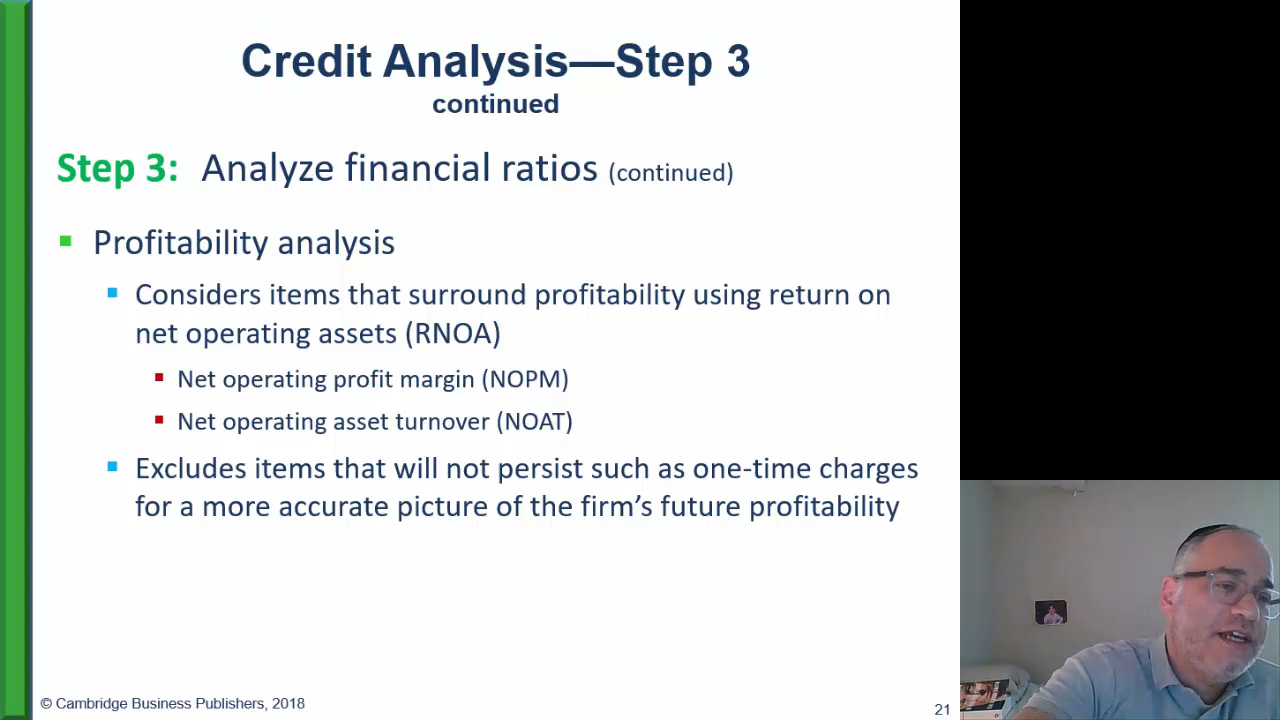 Credit Analysis—Step 3
continued
Step 3: Analyze financial ratios (continued)
Profitability analysis
Considers items that surround profitability using return on
net operating assets (RNOA)
Net operating profit margin (NOPM)
Net operating asset turnover (NOAT)
Excludes items that will not persist such as one-time charges
for a more accurate picture of the firm’s future profitability
© Cambridge Business Publishers, 2018
21